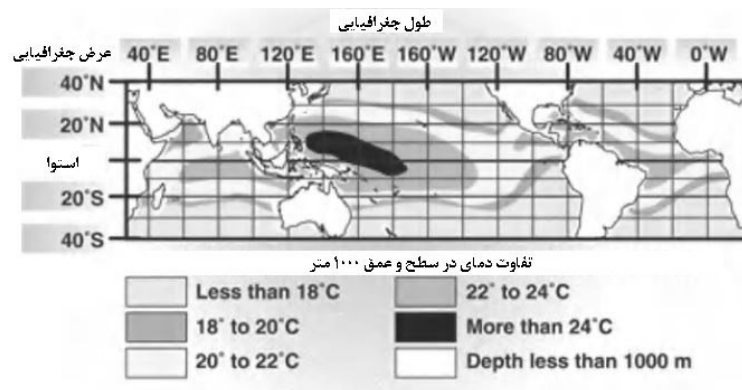 طول جغرافیایی
عرض جغرافیایی 40°E 80°E 120°E 160°E 160°W 120°W 80°W 40°W 0°W
40°N
20°N
استوا
20°S
40°S
تفاوت دمای در سطح و عمق ۱۰۰۰ متر
Less than 18°C 22° to 24°C
18° to 20°C More than 24°C
20° to 22°C Depth less than 1000 m